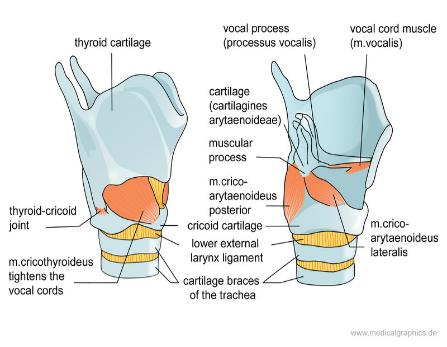 thyroid cartilage
vocal process
(processus vocalis)
vocal cord muscle
(m.vocalis)
cartilage
(cartilagines
arytaenoideae)
muscular
process
m.crico-
arytaenoideus
posterior
thyroid-cricoid
joint
cricoid cartilage
m.crico-
arytaenoideus
lateralis
lower external
larynx ligament
m.cricothyroideus
tightens the
vocal cords
cartilage braces
of the trachea
www.medicalgraphics.de